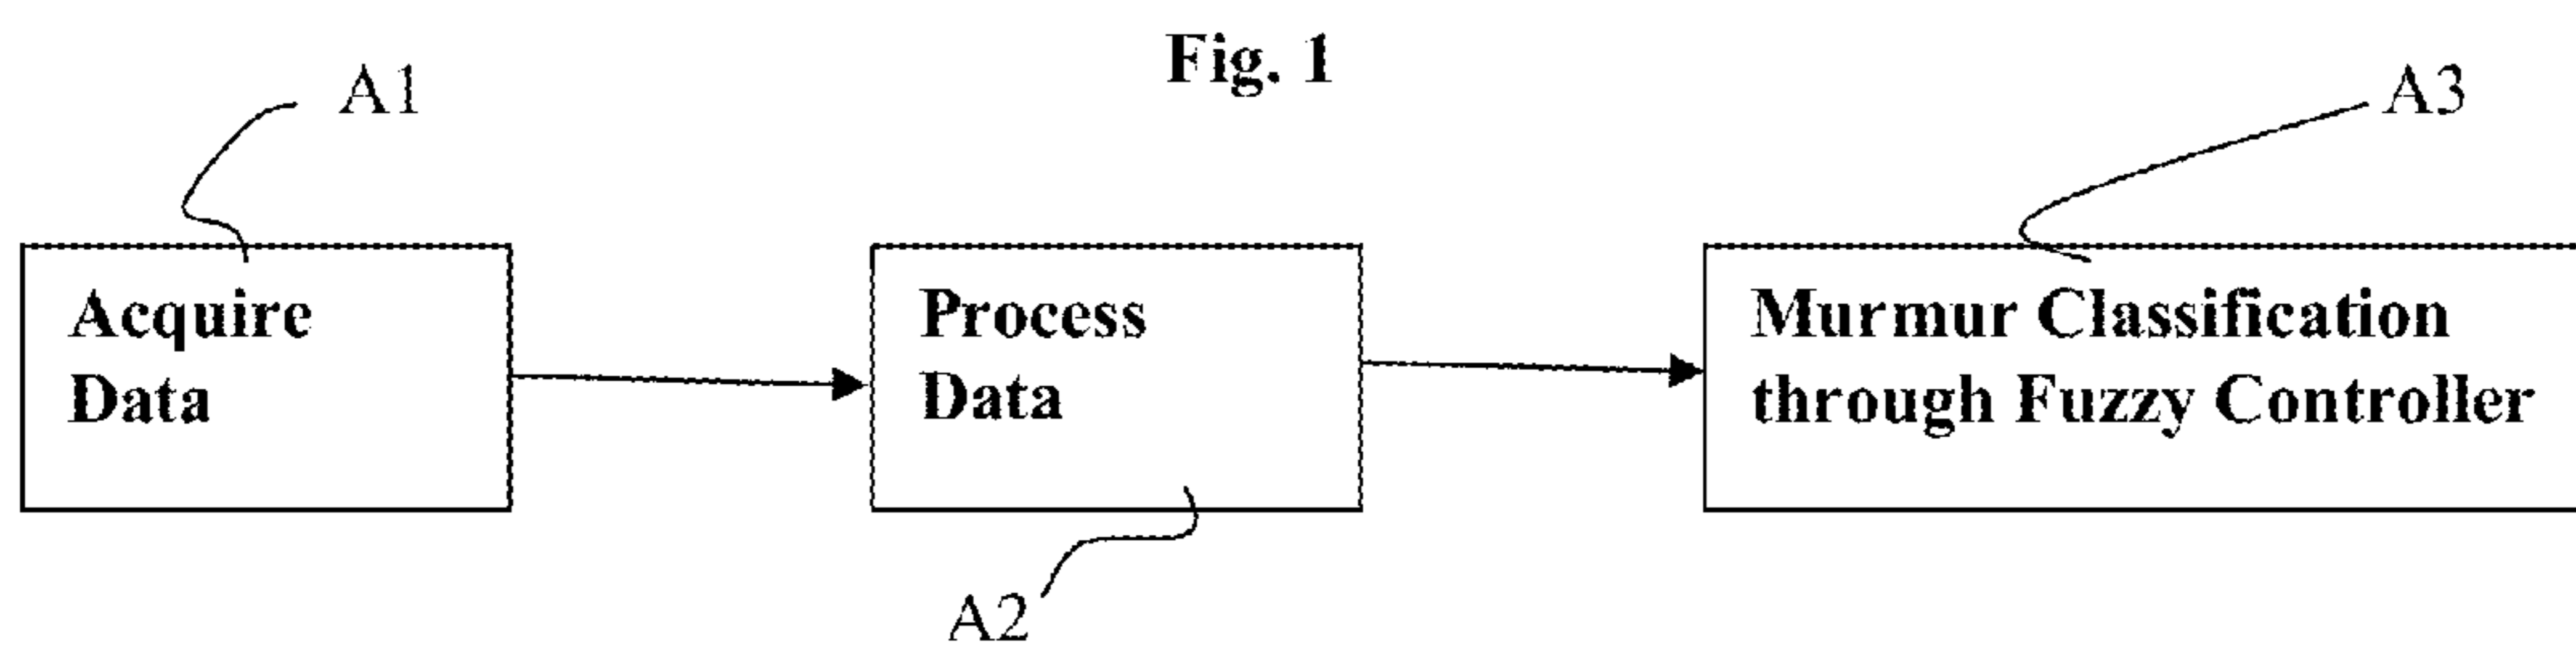 Fig. 1
A1
A3
Acquire
Data
Process
Data
Murmur Classification
through Fuzzy Controller
A2